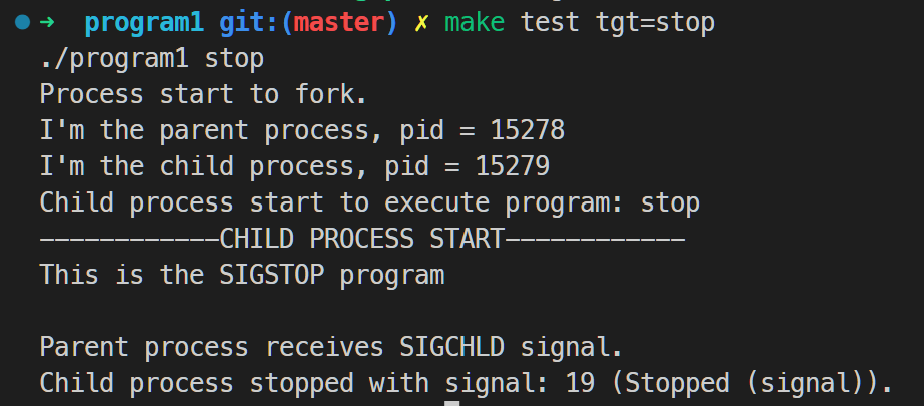 ➜ program1 git:(master) ✗ make test tgt=stop
./program1 stop
Process start to fork.
I'm the parent process, pid = 15278
I'm the child process, pid = 15279
Child process start to execute program: stop
------------CHILD PROCESS START------------
This is the SIGSTOP program
Parent process receives SIGCHLD signal.
Child process stopped with signal: 19 (Stopped (signal)).